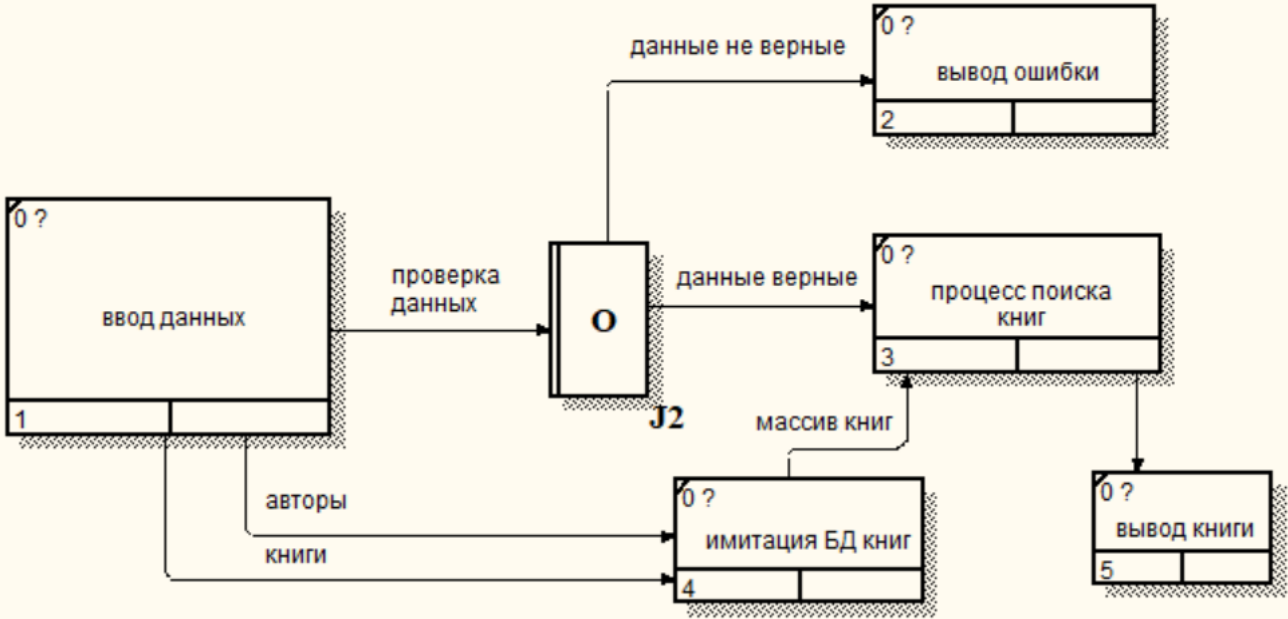 0 ?
вывод ошибки
2
данные не верные
0 ?
ввод данных
1
проверка
данных
O
J2
данные верные
0 ?
процесс поиска
книг
3
массив книг
авторы
книги
0 ?
имитация БД книг
4
0 ?
вывод книги
5